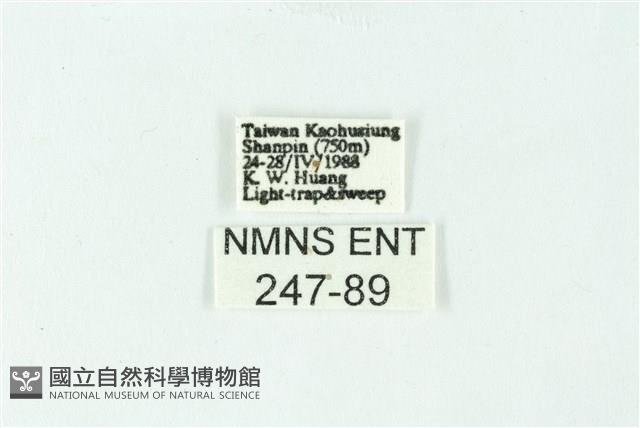 Taiwan Kaohusiung
Shanpin (750m)
24-28/IV/1988
K. W. Huang
Light-trap&sweep
NMNS ENT
247-89
國立自然科學博物館
NATIONAL MUSEUM OF NATURAL SCIENCE